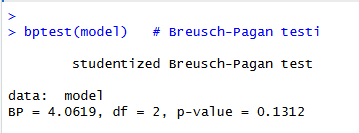 >
> bptest(model)   # Breusch-Pagan testi
studentized Breusch-Pagan test
data:  model
BP = 4.0619, df = 2, p-value = 0.1312